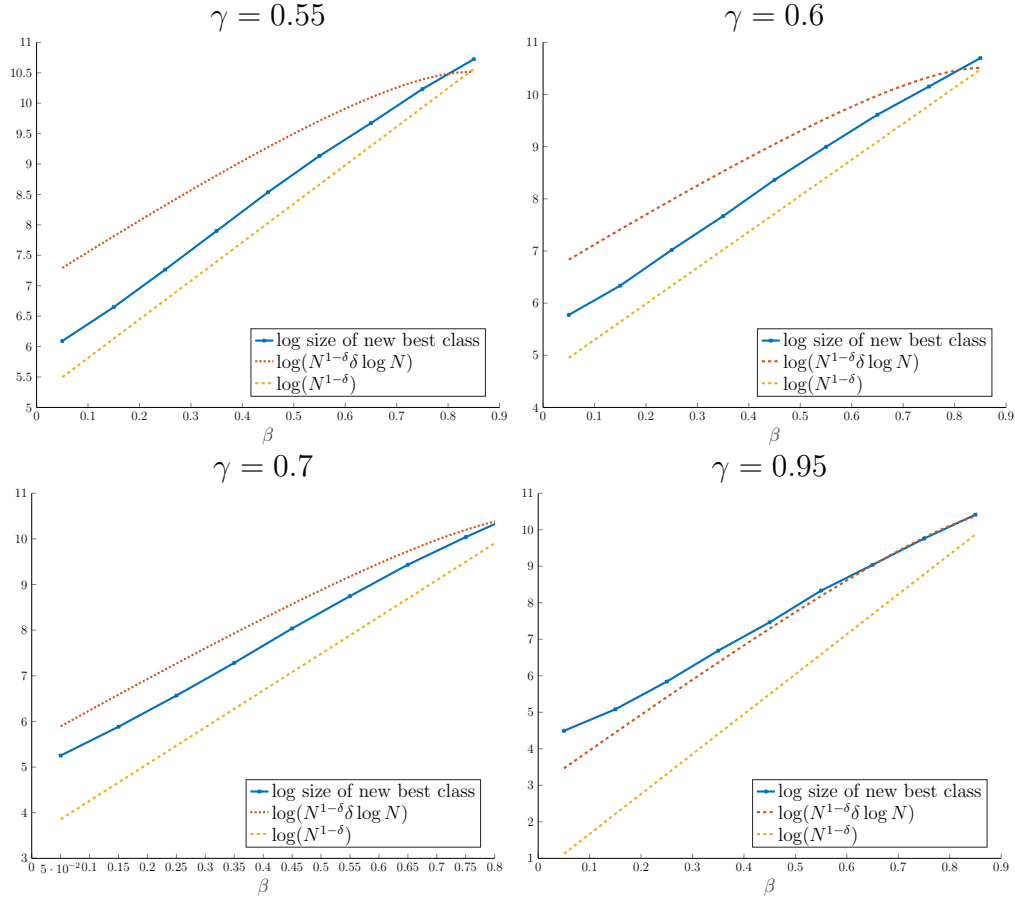 γ = 0.55
11
10.5
10
9.5
9
8.5
8
7.5
7
6.5
6
5.5
5
0 0.1 0.2 0.3 0.4 0.5 0.6 0.7 0.8 0.9
β
log size of new best class
log(N^{1−δ}δ log N)
log(N^{1−δ})
γ = 0.6
11
10
9
8
7
6
5
4
0 0.1 0.2 0.3 0.4 0.5 0.6 0.7 0.8 0.9
β
log size of new best class
log(N^{1−δ}δ log N)
log(N^{1−δ})
γ = 0.7
11
10
9
8
7
6
5
4
3
0 5 · 10^{−2} 0.1 0.15 0.2 0.25 0.3 0.35 0.4 0.45 0.5 0.55 0.6 0.65 0.7 0.75 0.8
β
log size of new best class
log(N^{1−δ}δ log N)
log(N^{1−δ})
γ = 0.95
11
10
9
8
7
6
5
4
3
2
1
0 0.1 0.2 0.3 0.4 0.5 0.6 0.7 0.8 0.9
β
log size of new best class
log(N^{1−δ}δ log N)
log(N^{1−δ})